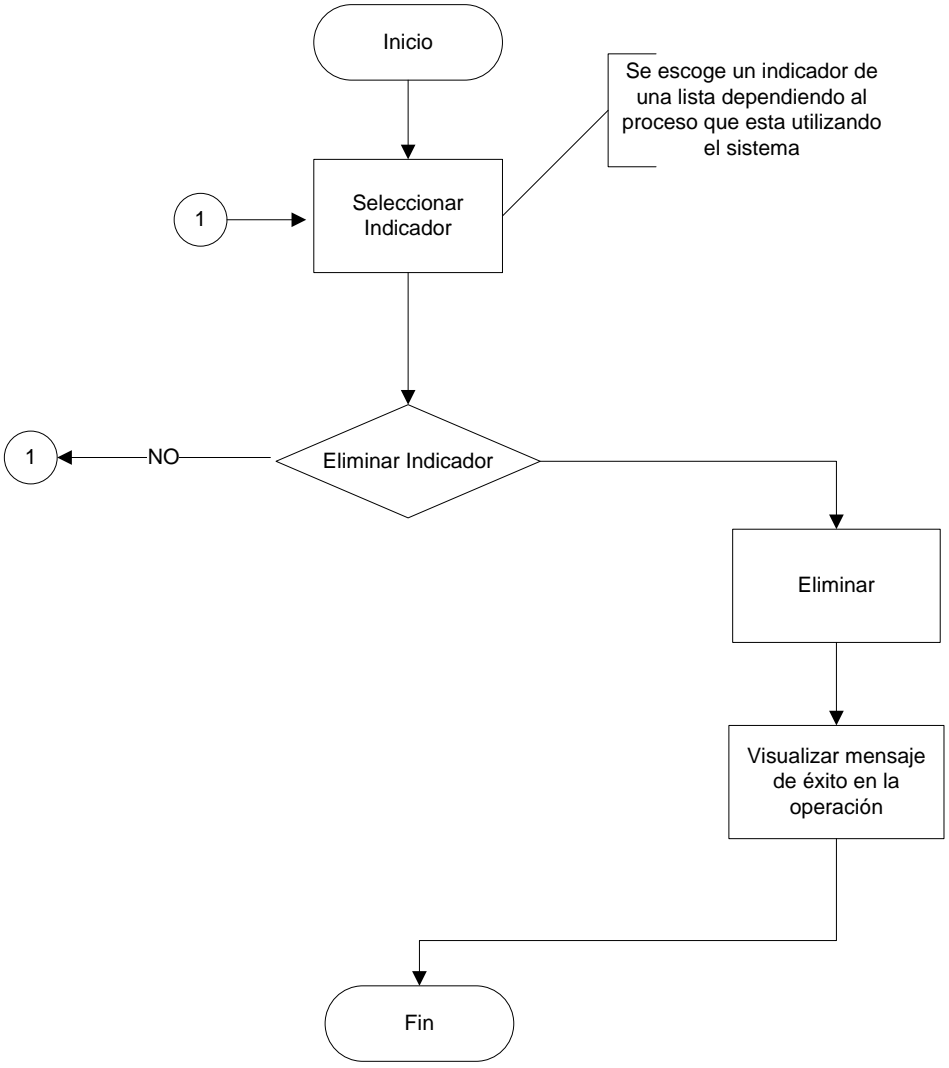 Inicio
Se escoge un indicador de
una lista dependiendo al
proceso que esta utilizando
el sistema
1
Seleccionar
Indicador
1
NO
Eliminar Indicador
Eliminar
Visualizar mensaje
de éxito en la
operación
Fin